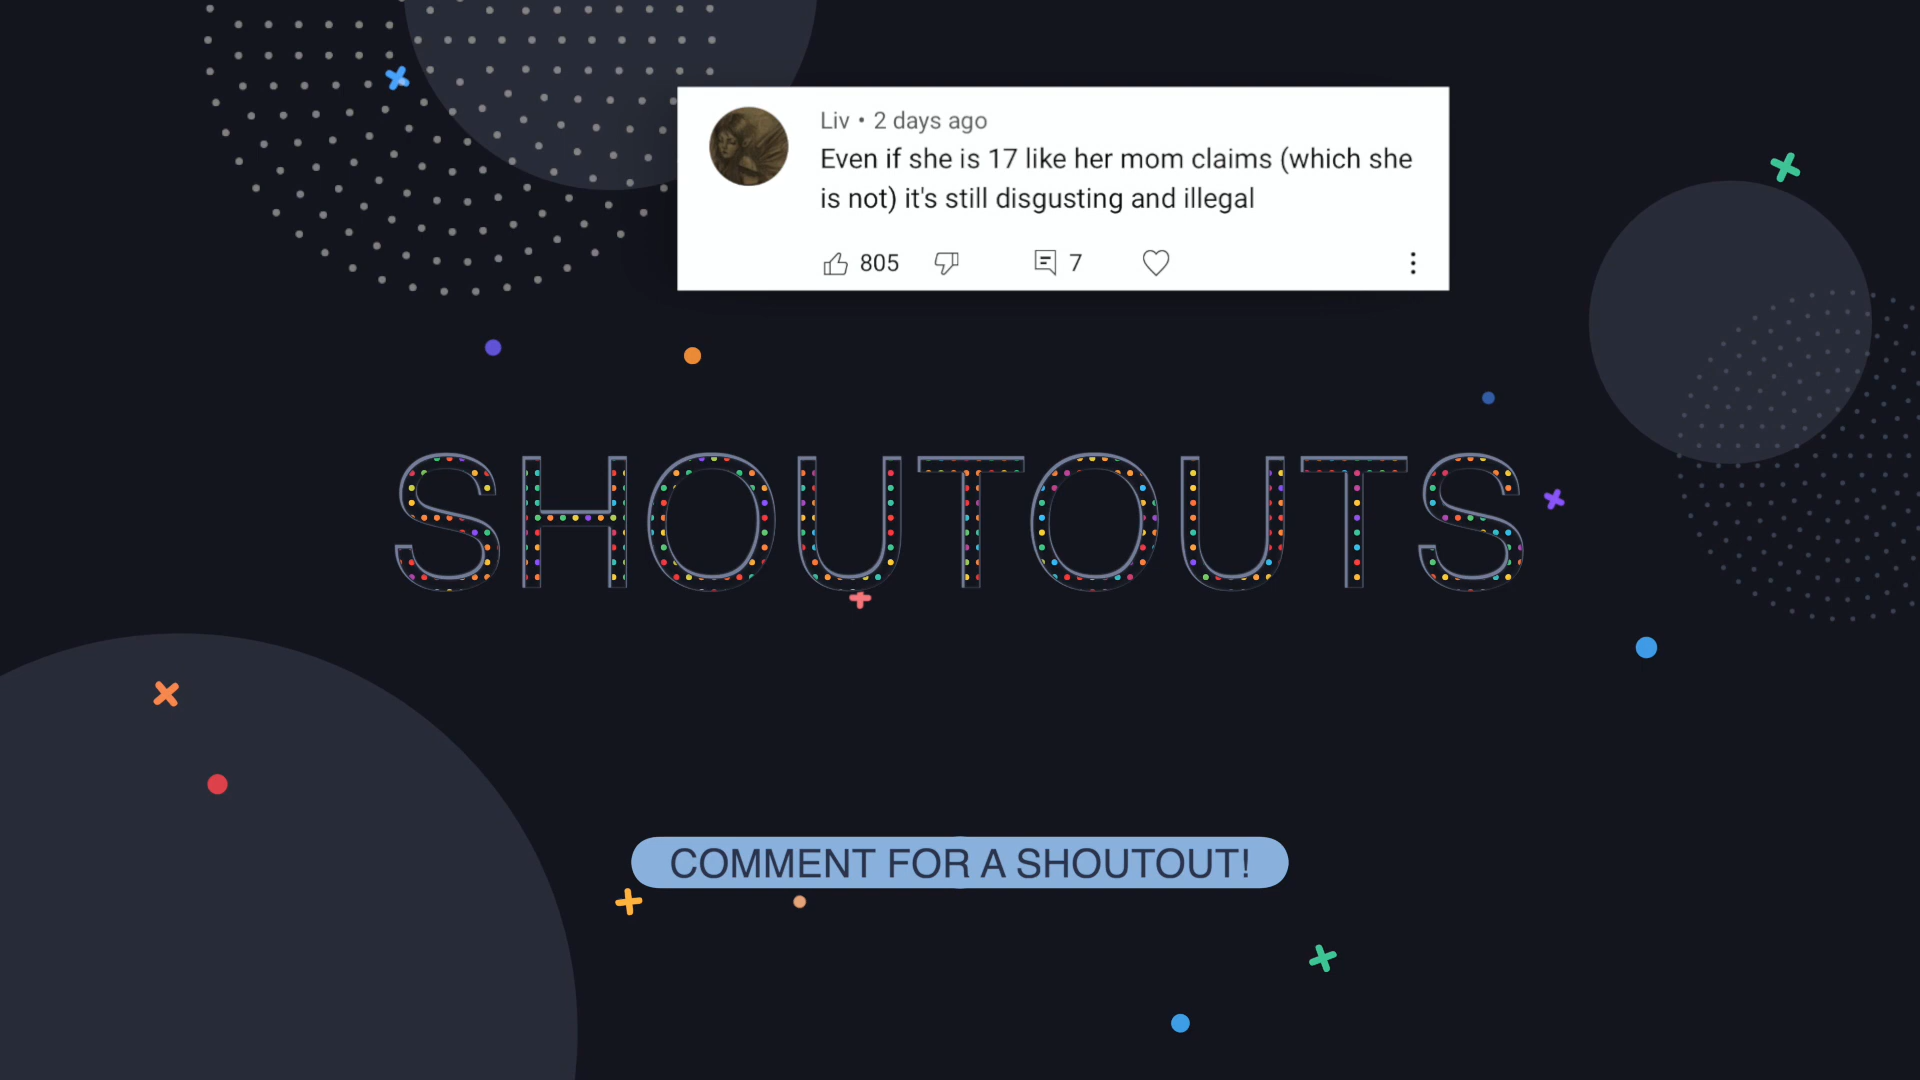 Liv • 2 days ago
Even if she is 17 like her mom claims (which she
is not) it's still disgusting and illegal
805 7
SHOUTOUTS
COMMENT FOR A SHOUTOUT!